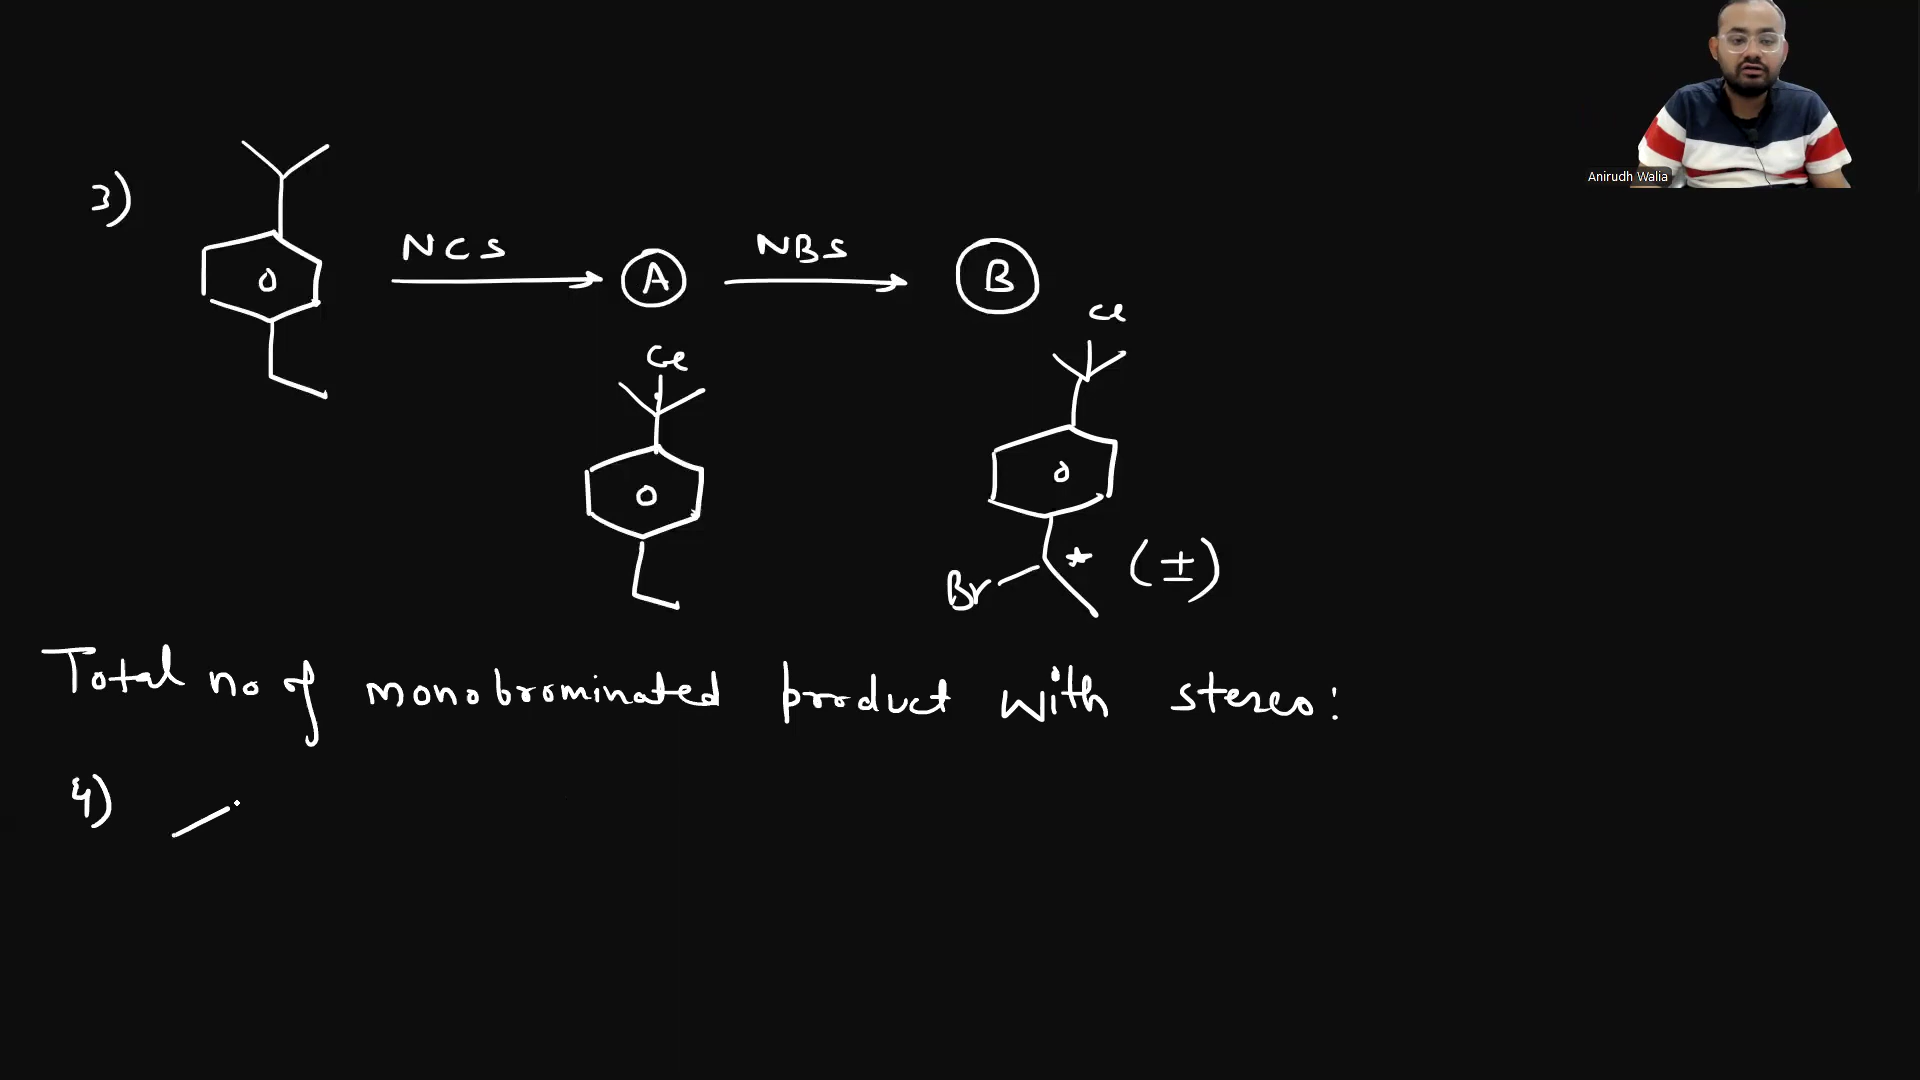 Anirudh Walia
3)
NCS
A
NBS
B
Cl
Cl
Br
* (±)
Total no of monobrominated product with stereo:
4)